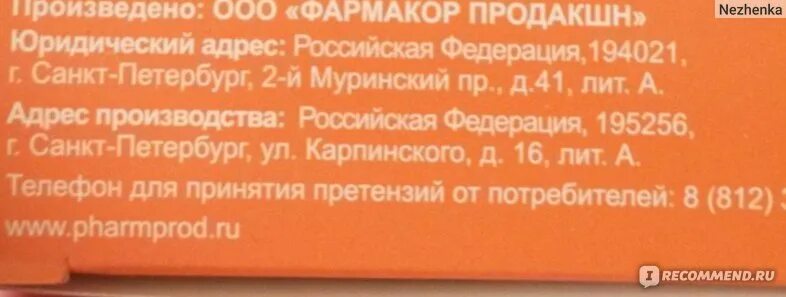 Nezhenka
Произведено: ООО «ФАРМАКОР ПРОДАКШН»
Юридический адрес: Российская Федерация,194021,
г. Санкт-Петербург, 2-й Муринский пр., д.41, лит. А.
Адрес производства: Российская Федерация, 195256,
г. Санкт-Петербург, ул. Карпинского, д. 16, лит. А.
Телефон для принятия претензий от потребителей: 8 (812) 3
www.pharmprod.ru
I RECOMMEND.RU